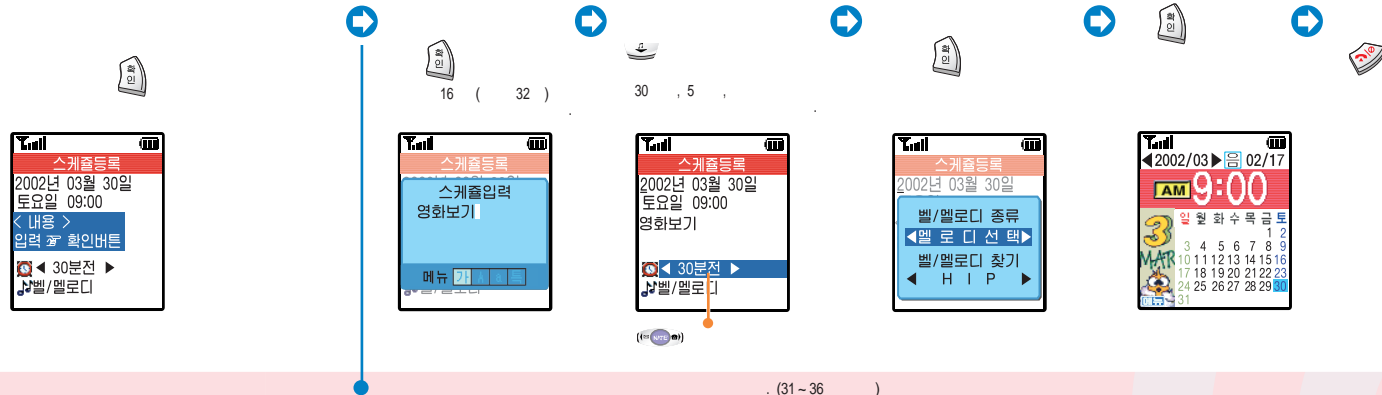 확인
스케쥴등록
2002년 03월 30일
토요일 09:00
< 내용 >
입력 ☞ 확인버튼
◀ 30분전 ▶
벨/멜로디
확인
16 ( 32 )
.
스케쥴등록
스케쥴입력
영화보기
메뉴 가
30 , 5 ,
.
스케쥴등록
2002년 03월 30일
토요일 09:00
영화보기
◀ 30분전 ▶
벨/멜로디
NATE
확인
스케쥴등록
2002년 03월 30일
벨/멜로디 종류
◀멜 로 디 선 택▶
벨/멜로디 찾기
◀ H I P ▶
확인
◀2002/03▶음 02/17
AM 9:00
3
MAR
일 월 화 수 목 금 토
1 2
3 4 5 6 7 8 9
10 11 12 13 14 15 16
17 18 19 20 21 22 23
24 25 26 27 28 29 30
31
메뉴
. (31 ~ 36 )